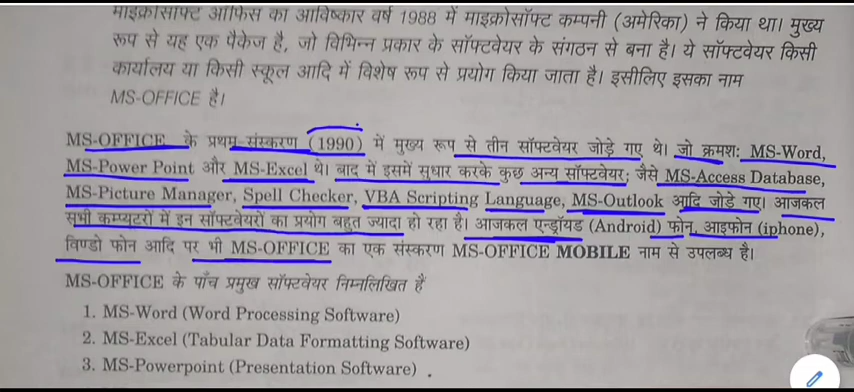 माइक्रोसॉफ्ट ऑफिस का आविष्कार वर्ष 1988 में माइक्रोसॉफ्ट कम्पनी (अमेरिका) ने किया था। मुख्य
रूप से यह एक पैकेज है, जो विभिन्न प्रकार के सॉफ्टवेयर के संगठन से बना है। ये सॉफ्टवेयर किसी
कार्यालय या किसी स्कूल आदि में विशेष रूप से प्रयोग किया जाता है। इसीलिए इसका नाम
MS-OFFICE है।
MS-OFFICE के प्रथम संस्करण (1990) में मुख्य रूप से तीन सॉफ्टवेयर जोड़े गए थे। जो क्रमशः MS-Word,
MS-Power Point और MS-Excel थे। बाद में इसमें सुधार करके कुछ अन्य सॉफ्टवेयर; जैसे MS-Access Database,
MS-Picture Manager, Spell Checker, VBA Scripting Language, MS-Outlook आदि जोड़े गए। आजकल
सभी कम्प्यूटरों में इन सॉफ्टवेयरों का प्रयोग बहुत ज्यादा हो रहा है। आजकल एन्ड्रॉयड (Android) फोन, आइफोन (iphone),
विण्डो फोन आदि पर भी MS-OFFICE का एक संस्करण MS-OFFICE MOBILE नाम से उपलब्ध है।
MS-OFFICE के पाँच प्रमुख सॉफ्टवेयर निम्नलिखित हैं
1. MS-Word (Word Processing Software)
2. MS-Excel (Tabular Data Formatting Software)
3. MS-Powerpoint (Presentation Software)